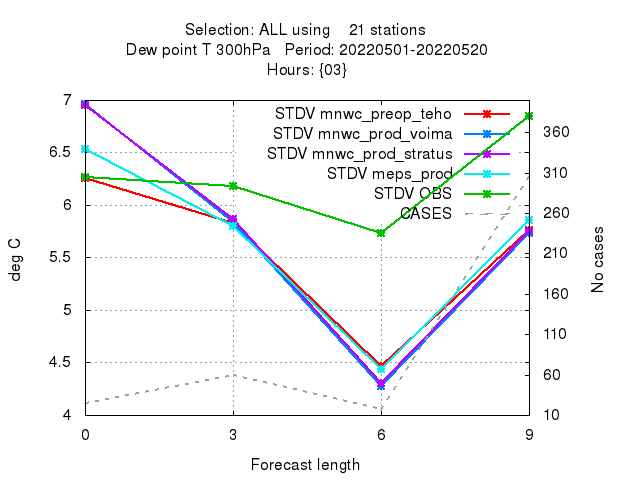 Selection: ALL using    21 stations
Dew point T 300hPa   Period: 20220501-20220520
Hours: {03}
STDV mnwc_preop_teho
STDV mnwc_prod_voima
STDV mnwc_prod_stratus
STDV meps_prod
STDV OBS
CASES
7
6.5
6
5.5
5
4.5
4
deg C
360
310
260
210
160
110
60
10
No cases
0 3 6 9
Forecast length